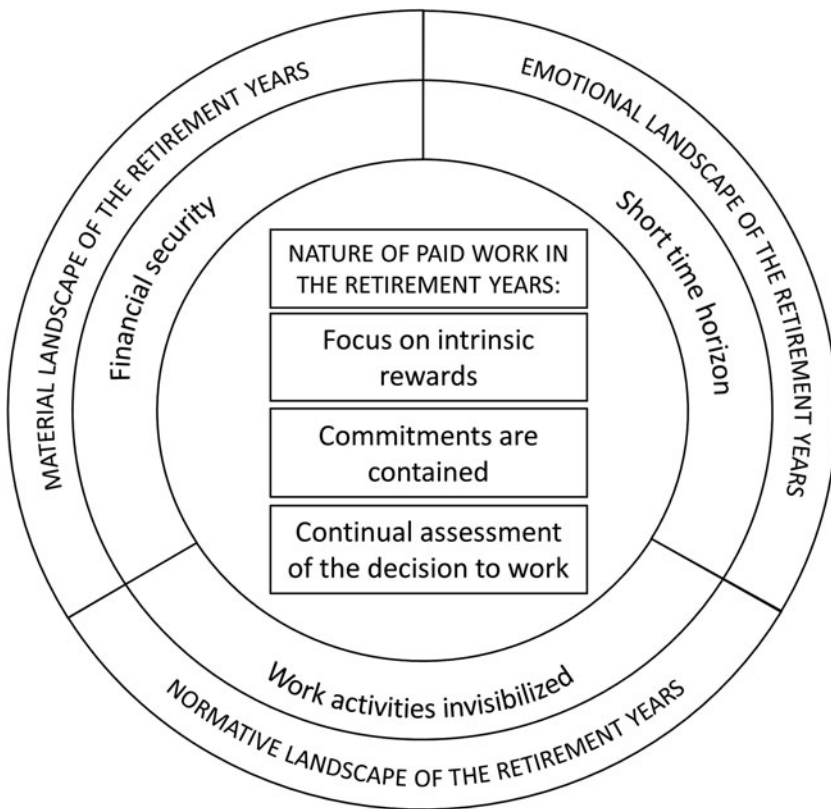 MATERIAL LANDSCAPE OF THE RETIREMENT YEARS
EMOTIONAL LANDSCAPE OF THE RETIREMENT YEARS
Financial security
Short time horizon
NATURE OF PAID WORK IN
THE RETIREMENT YEARS:
Focus on intrinsic
rewards
Commitments are
contained
Continual assessment
of the decision to work
Work activities invisibilized
NORMATIVE LANDSCAPE OF THE RETIREMENT YEARS